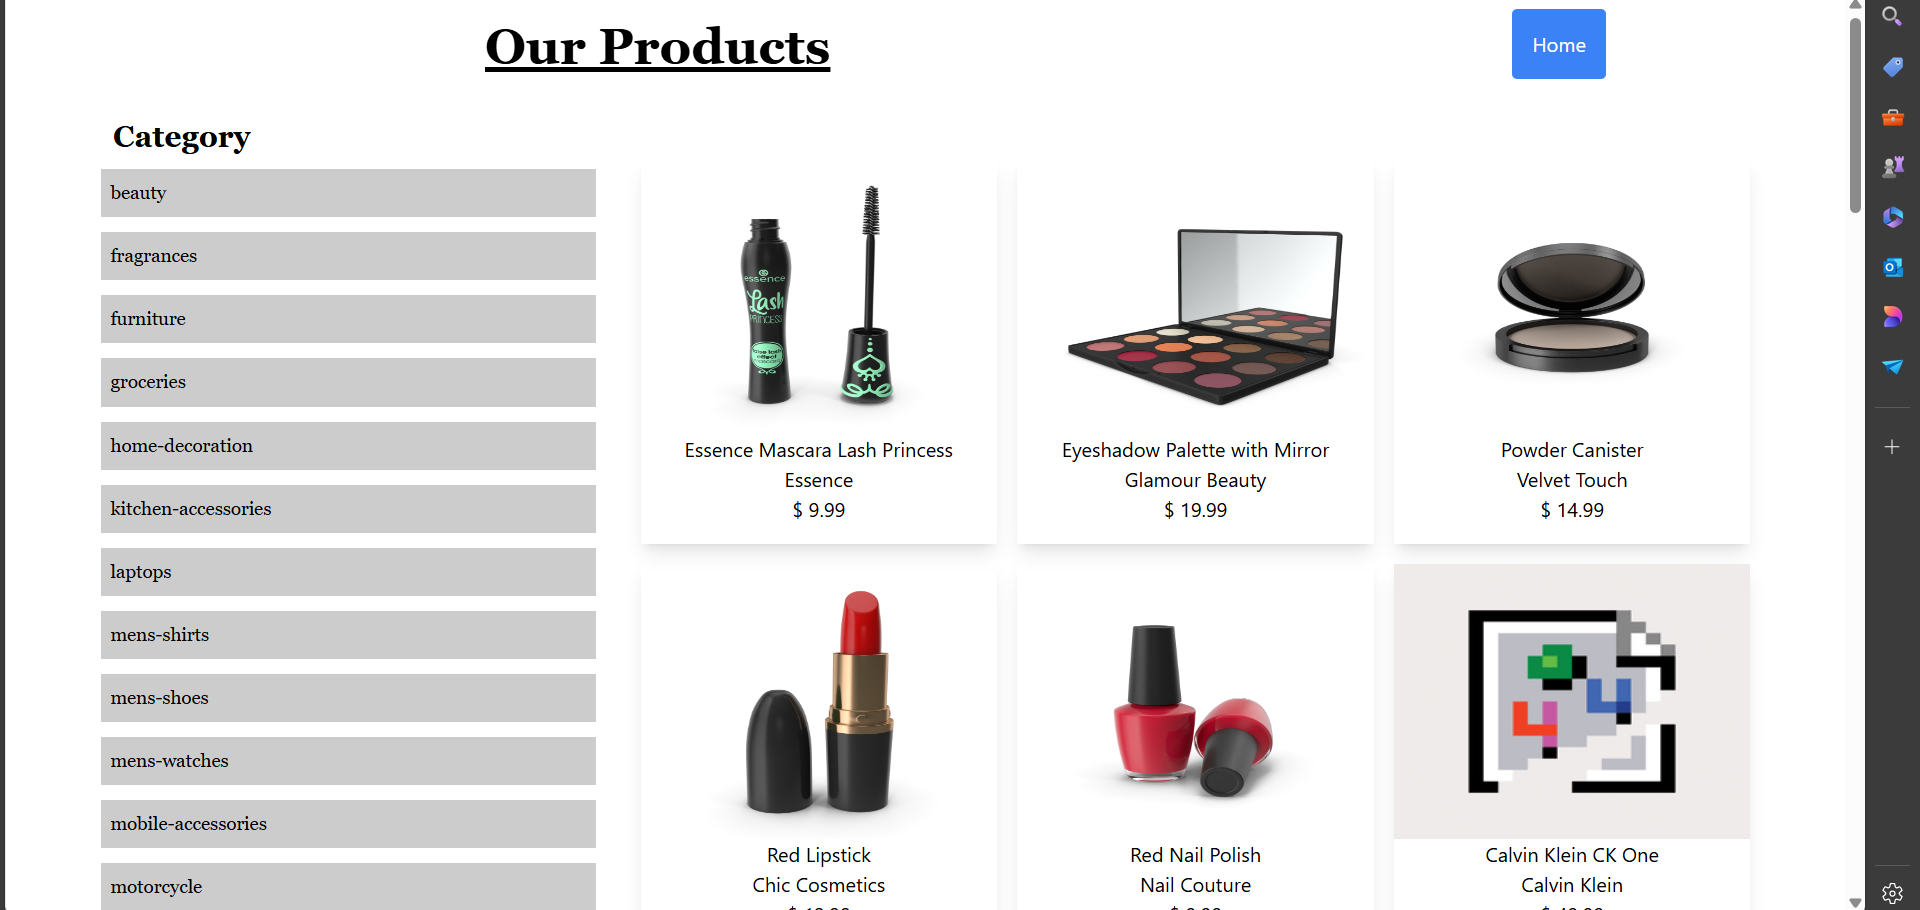 Our Products
Home
Category
beauty
fragrances
furniture
groceries
home-decoration
kitchen-accessories
laptops
mens-shirts
mens-shoes
mens-watches
mobile-accessories
motorcycle
essence
Lash
PRINCESS
Essence Mascara Lash Princess
Essence
$ 9.99
Eyeshadow Palette with Mirror
Glamour Beauty
$ 19.99
Powder Canister
Velvet Touch
$ 14.99
Red Lipstick
Chic Cosmetics
Red Nail Polish
Nail Couture
Calvin Klein CK One
Calvin Klein